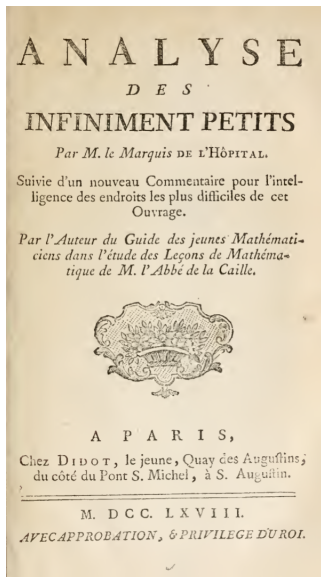 ANALYSE
DES
INFINIMENT PETITS
Par M. le Marquis DE L'HÔPITAL.
Suivie d'un nouveau Commentaire pour l'intel-
ligence des endroits les plus difficiles de cet
Ouvrage.
Par l'Auteur du Guide des jeunes Mathémati-
ciens dans l'étude des Leçons de Mathéma-
tique de M. l'Abbé de la Caille.
A PARIS,
Chez DIDOT, le jeune, Quay des Augustins,
du côté du Pont S. Michel, à S. Augustin.
M. DCC. LXVIII.
AVEC APPROBATION, & PRIVILEGE DU ROI.